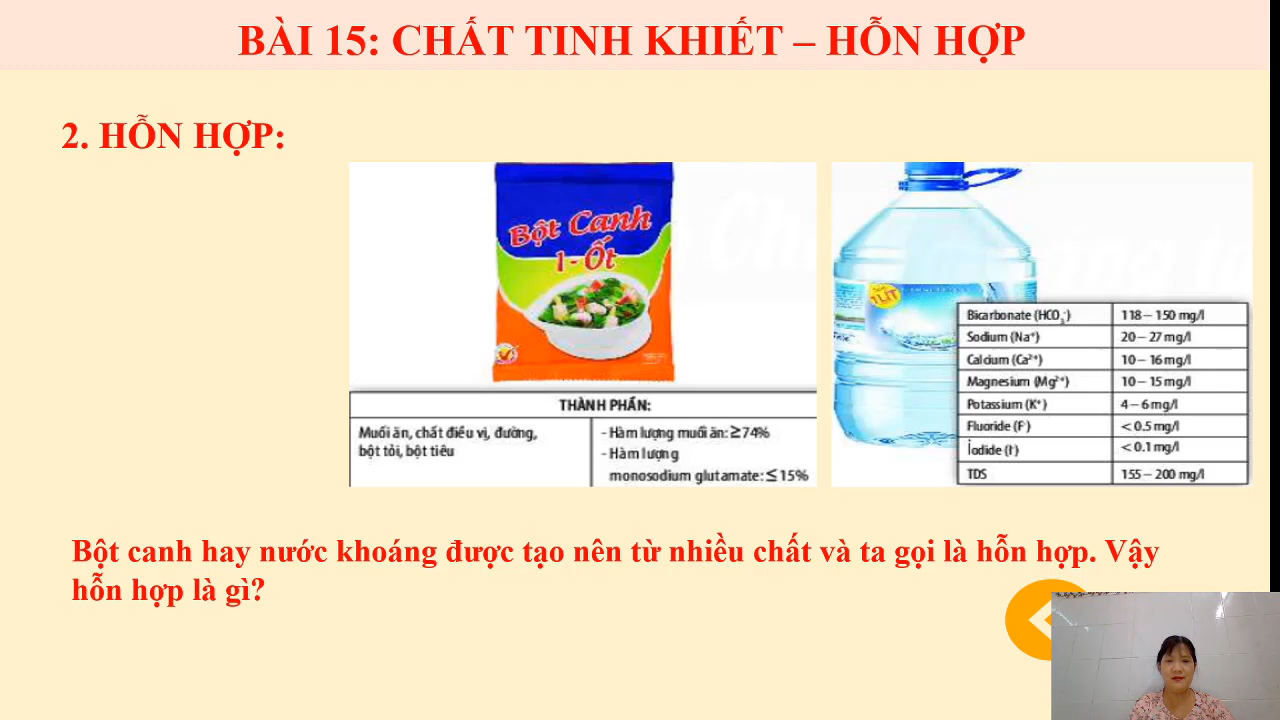 BÀI 15: CHẤT TINH KHIẾT – HỖN HỢP
2. HỖN HỢP:
Bột Canh
1-Ốt
THÀNH PHẦN:
Muối ăn, chất điều vị, đường,
bột tỏi, bột tiêu
- Hàm lượng muối ăn: ≥74%
- Hàm lượng
monosodium glutamate: ≤ 15%
1 LÍT
Bicarbonate (HCO₃⁻) 118 – 150 mg/l
Sodium (Na⁺) 20 – 27 mg/l
Calcium (Ca²⁺) 10 – 16 mg/l
Magnesium (Mg²⁺) 10 – 15 mg/l
Potassium (K⁺) 4 – 6 mg/l
Fluoride (F⁻) < 0.5 mg/l
Iodide (I⁻) < 0.1 mg/l
TDS 155 – 200 mg/l
Bột canh hay nước khoáng được tạo nên từ nhiều chất và ta gọi là hỗn hợp. Vậy
hỗn hợp là gì?